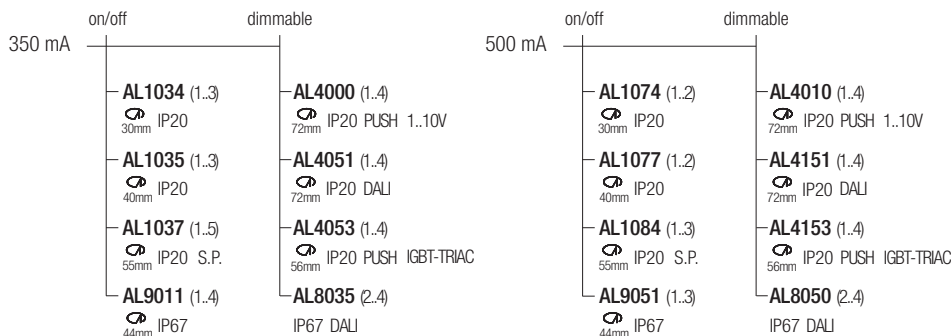 on/off dimmable
350 mA
AL1034 (1..3) AL4000 (1..4)
30mm IP20 72mm IP20 PUSH 1..10V
AL1035 (1..3) AL4051 (1..4)
40mm IP20 72mm IP20 DALI
AL1037 (1..5) AL4053 (1..4)
55mm IP20 S.P. 56mm IP20 PUSH IGBT-TRIAC
AL9011 (1..4) AL8035 (2..4)
44mm IP67 IP67 DALI
on/off dimmable
500 mA
AL1074 (1..2) AL4010 (1..4)
30mm IP20 72mm IP20 PUSH 1..10V
AL1077 (1..2) AL4151 (1..4)
40mm IP20 72mm IP20 DALI
AL1084 (1..3) AL4153 (1..4)
55mm IP20 S.P. 56mm IP20 PUSH IGBT-TRIAC
AL9051 (1..3) AL8050 (2..4)
44mm IP67 IP67 DALI